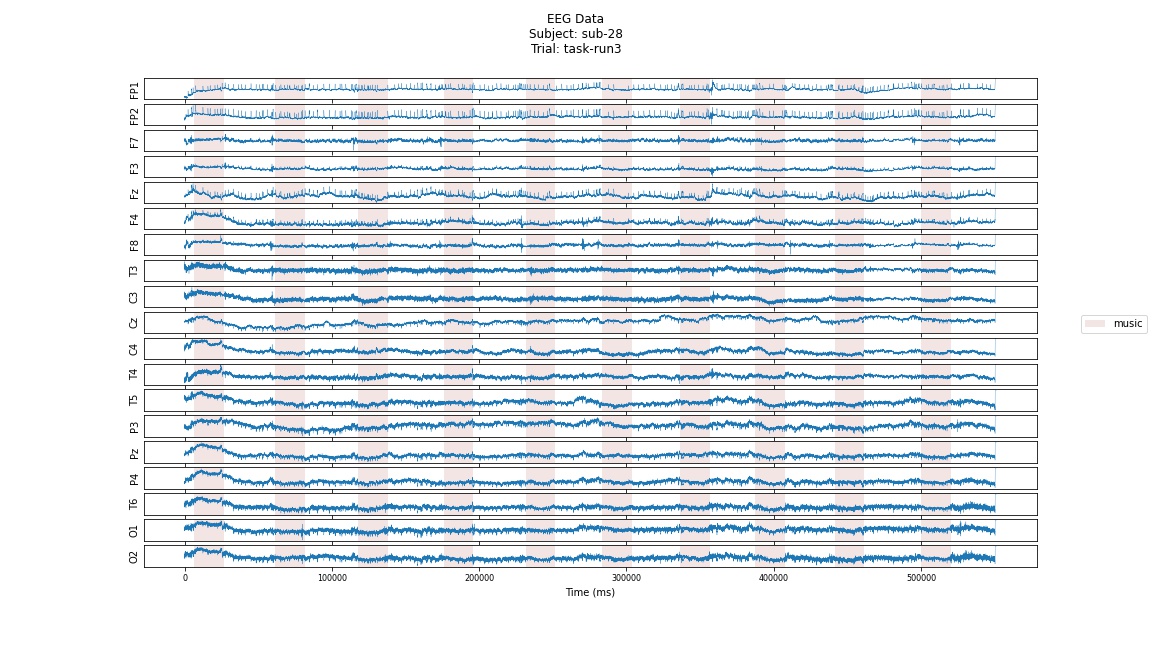 EEG Data
Subject: sub-28
Trial: task-run3
FP1
FP2
F7
F3
Fz
F4
F8
T3
C3
Cz
C4
T4
T5
P3
Pz
P4
T6
O1
O2
music
0 100000 200000 300000 400000 500000
Time (ms)